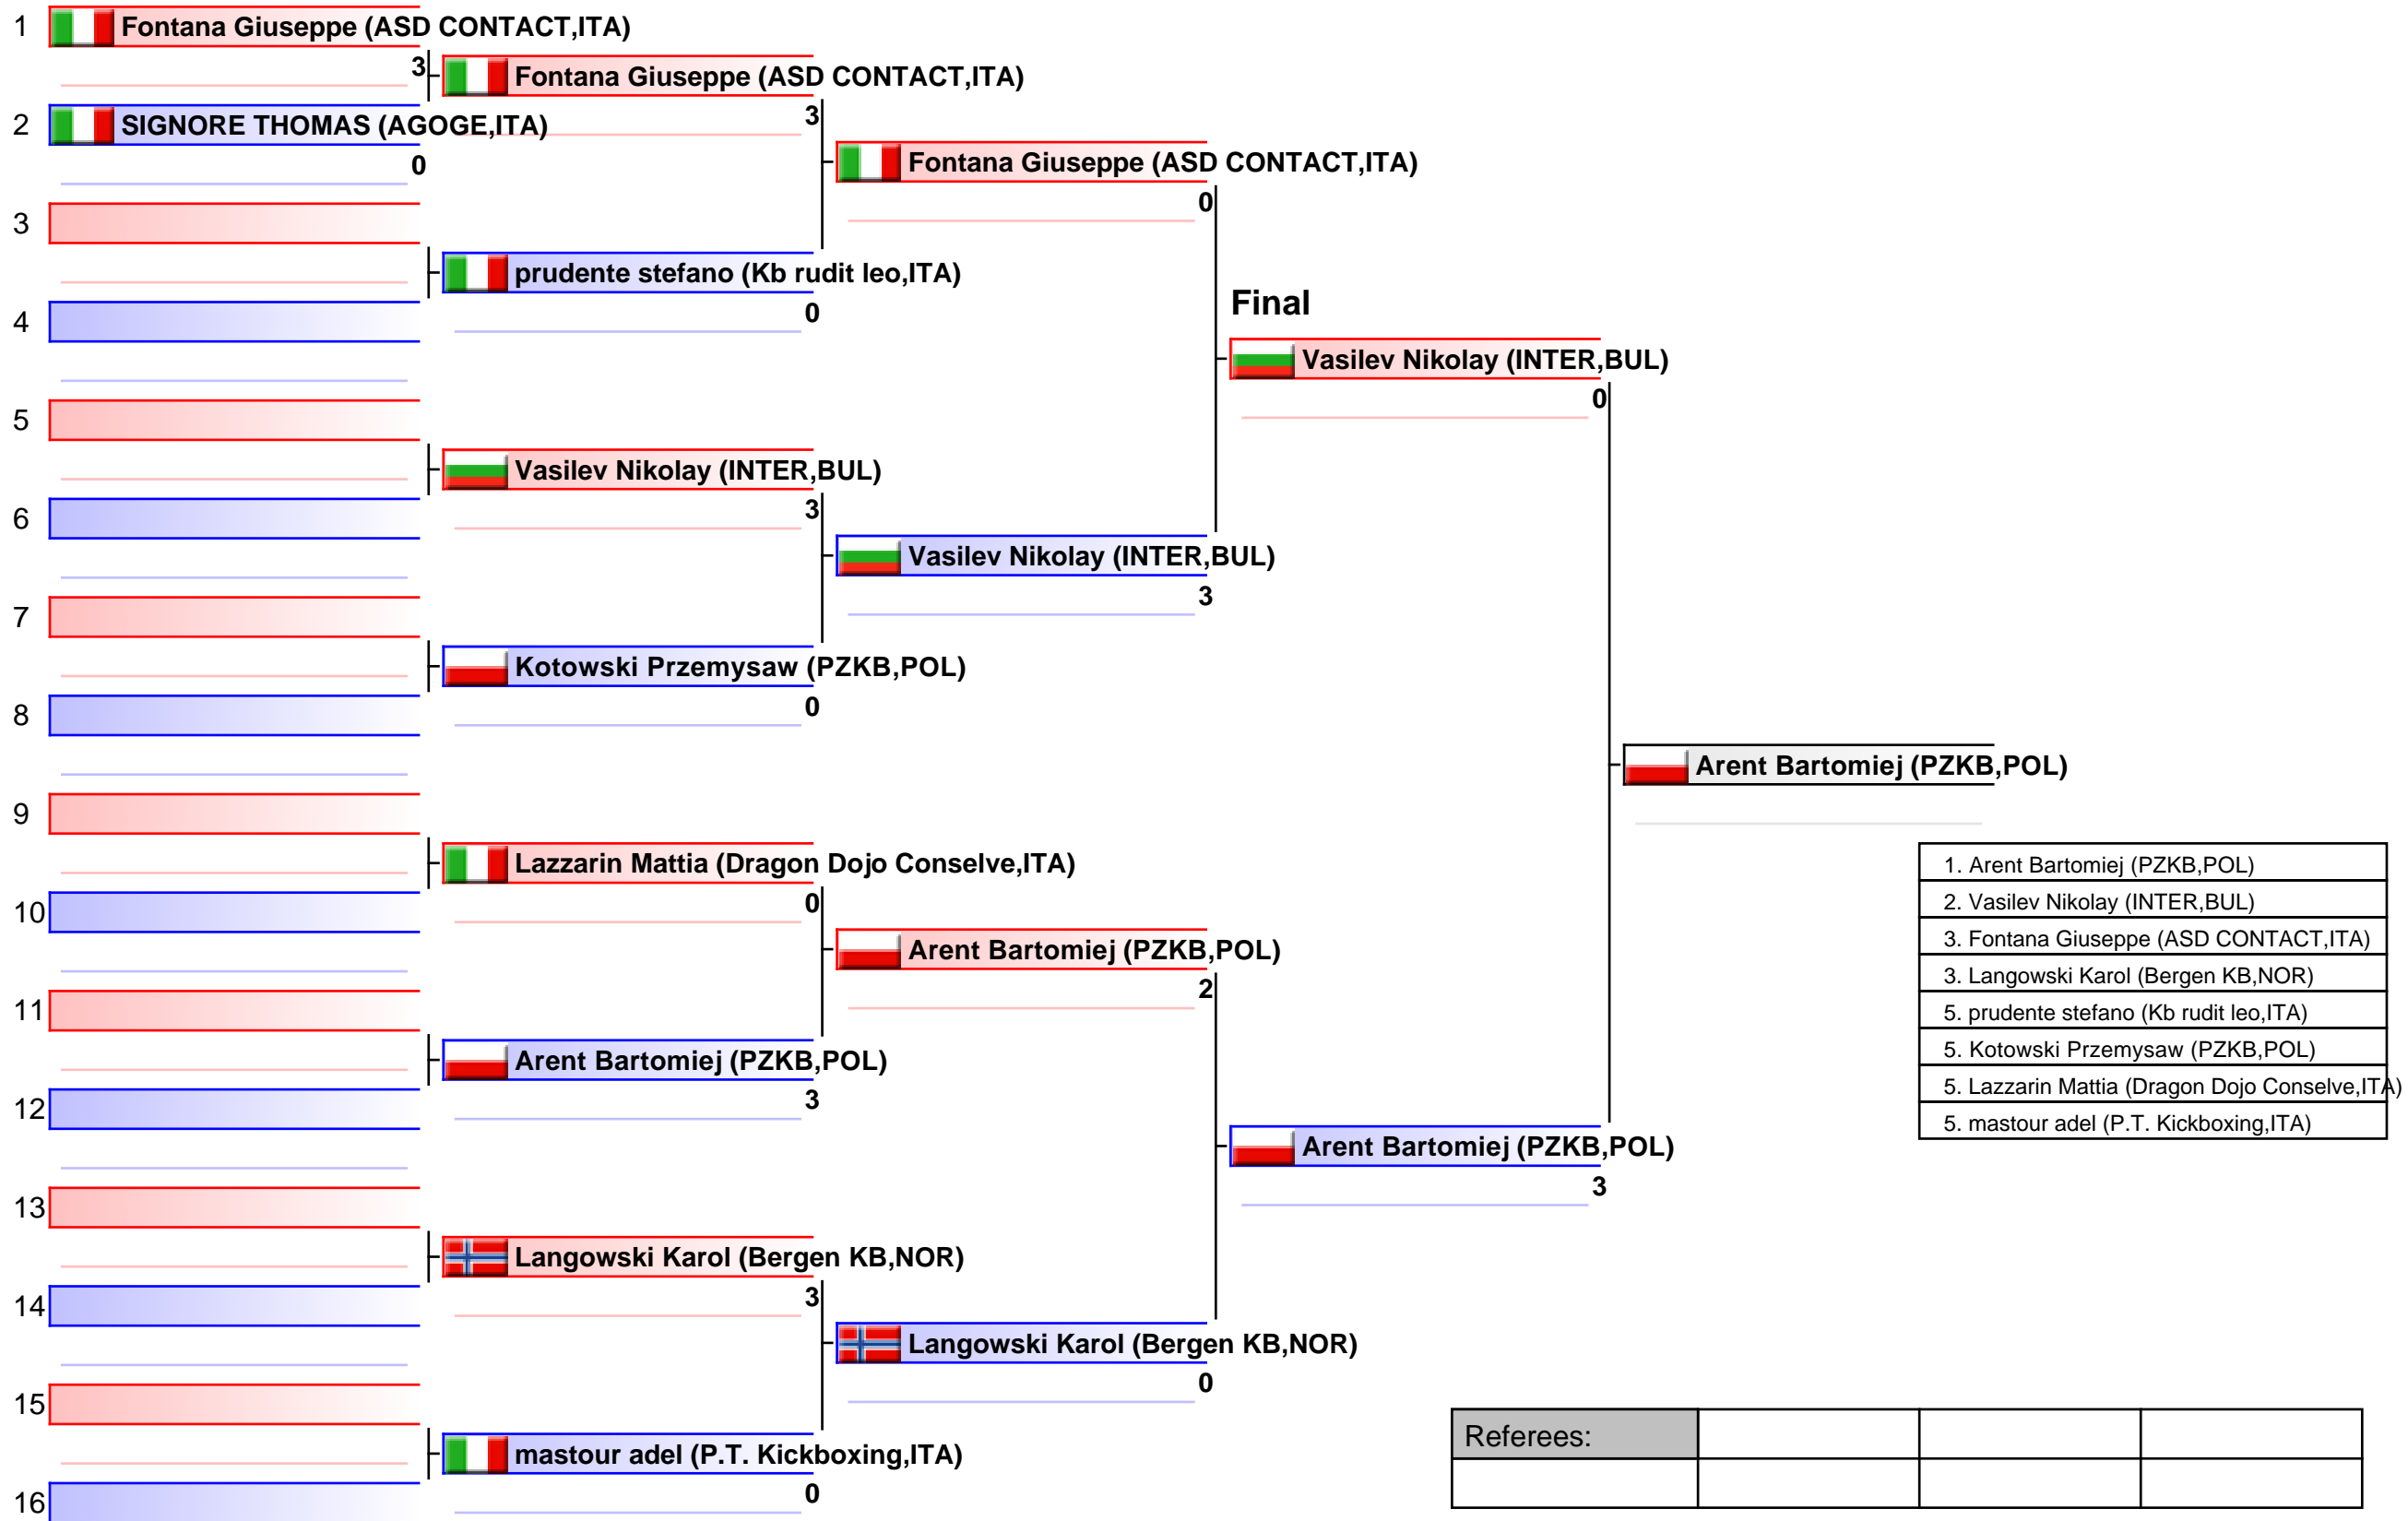 1 Fontana Giuseppe (ASD CONTACT,ITA)
3
2 SIGNORE THOMAS (AGOGE,ITA)
0
3
4
5
6
7
8
9
10
11
12
13
14
15
16
Fontana Giuseppe (ASD CONTACT,ITA)
3
prudente stefano (Kb rudit leo,ITA)
0
Vasilev Nikolay (INTER,BUL)
3
Kotowski Przemysaw (PZKB,POL)
0
Lazzarin Mattia (Dragon Dojo Conselve,ITA)
0
Arent Bartomiej (PZKB,POL)
3
Langowski Karol (Bergen KB,NOR)
3
mastour adel (P.T. Kickboxing,ITA)
0
Fontana Giuseppe (ASD CONTACT,ITA)
0
Vasilev Nikolay (INTER,BUL)
3
Arent Bartomiej (PZKB,POL)
2
Langowski Karol (Bergen KB,NOR)
0
Final
Vasilev Nikolay (INTER,BUL)
0
Arent Bartomiej (PZKB,POL)
3
Arent Bartomiej (PZKB,POL)
1. Arent Bartomiej (PZKB,POL)
2. Vasilev Nikolay (INTER,BUL)
3. Fontana Giuseppe (ASD CONTACT,ITA)
3. Langowski Karol (Bergen KB,NOR)
5. prudente stefano (Kb rudit leo,ITA)
5. Kotowski Przemysaw (PZKB,POL)
5. Lazzarin Mattia (Dragon Dojo Conselve,ITA)
5. mastour adel (P.T. Kickboxing,ITA)
Referees: